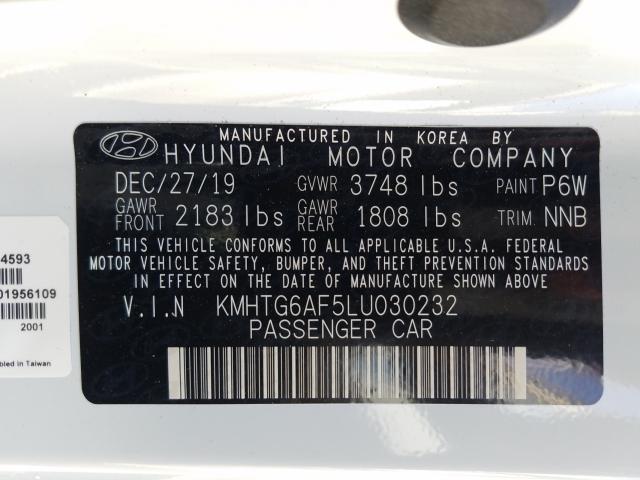 MANUFACTURED IN KOREA BY
HYUNDAI MOTOR COMPANY
DEC/27/19 GVWR 3748 lbs PAINT P6W
GAWR FRONT 2183 lbs GAWR REAR 1808 lbs TRIM. NNB
THIS VEHICLE CONFORMS TO ALL APPLICABLE U.S.A. FEDERAL
MOTOR VEHICLE SAFETY, BUMPER, AND THEFT PREVENTION STANDARDS
IN EFFECT ON THE DATE OF MANUFACTURE SHOWN ABOVE
V.I.N KMHTG6AF5LU030232
PASSENGER CAR
4593
01956109
2001
bled in Taiwan